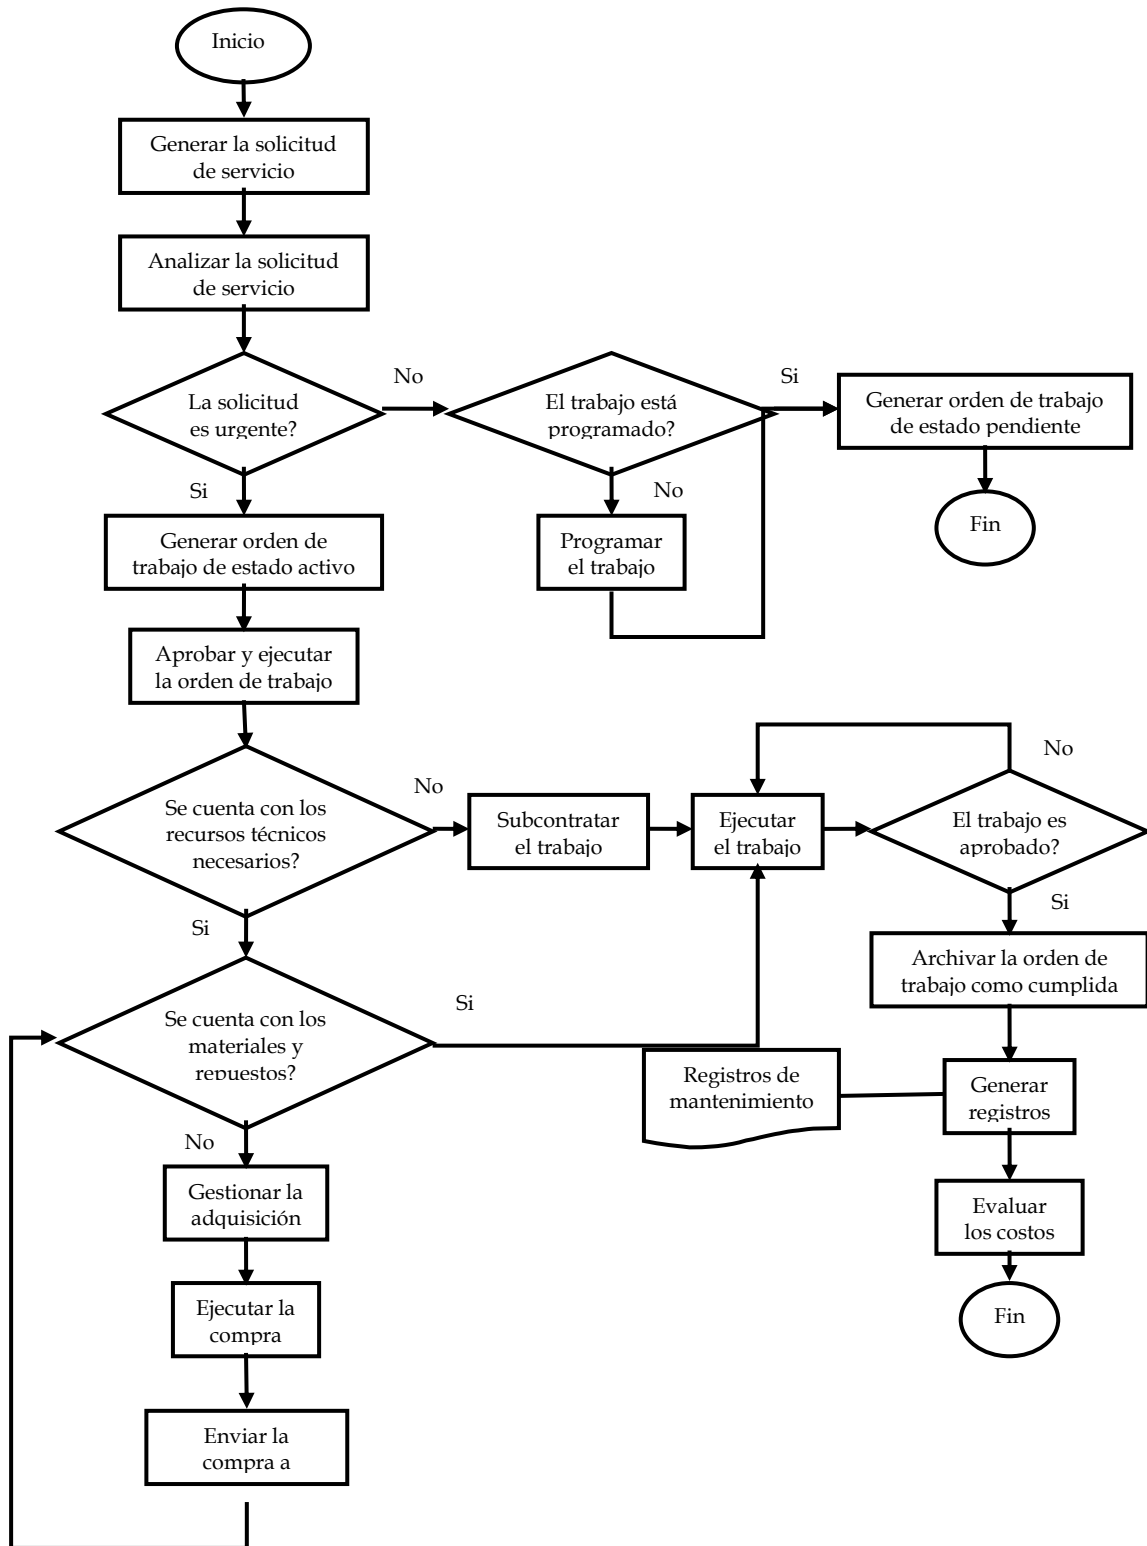 Inicio
Generar la solicitud
de servicio
Analizar la solicitud
de servicio
La solicitud
es urgente?
No
El trabajo está
programado?
Si
Generar orden de trabajo
de estado pendiente
Fin
No
Programar
el trabajo
Si
Generar orden de
trabajo de estado activo
Aprobar y ejecutar
la orden de trabajo
Se cuenta con los
recursos técnicos
necesarios?
No
Subcontratar
el trabajo
Ejecutar
el trabajo
No
El trabajo es
aprobado?
Si
Archivar la orden de
trabajo como cumplida
Si
Se cuenta con los
materiales y
repuestos?
Si
Registros de
mantenimiento
Generar
registros
Evaluar
los costos
Fin
No
Gestionar la
adquisición
Ejecutar la
compra
Enviar la
compra a